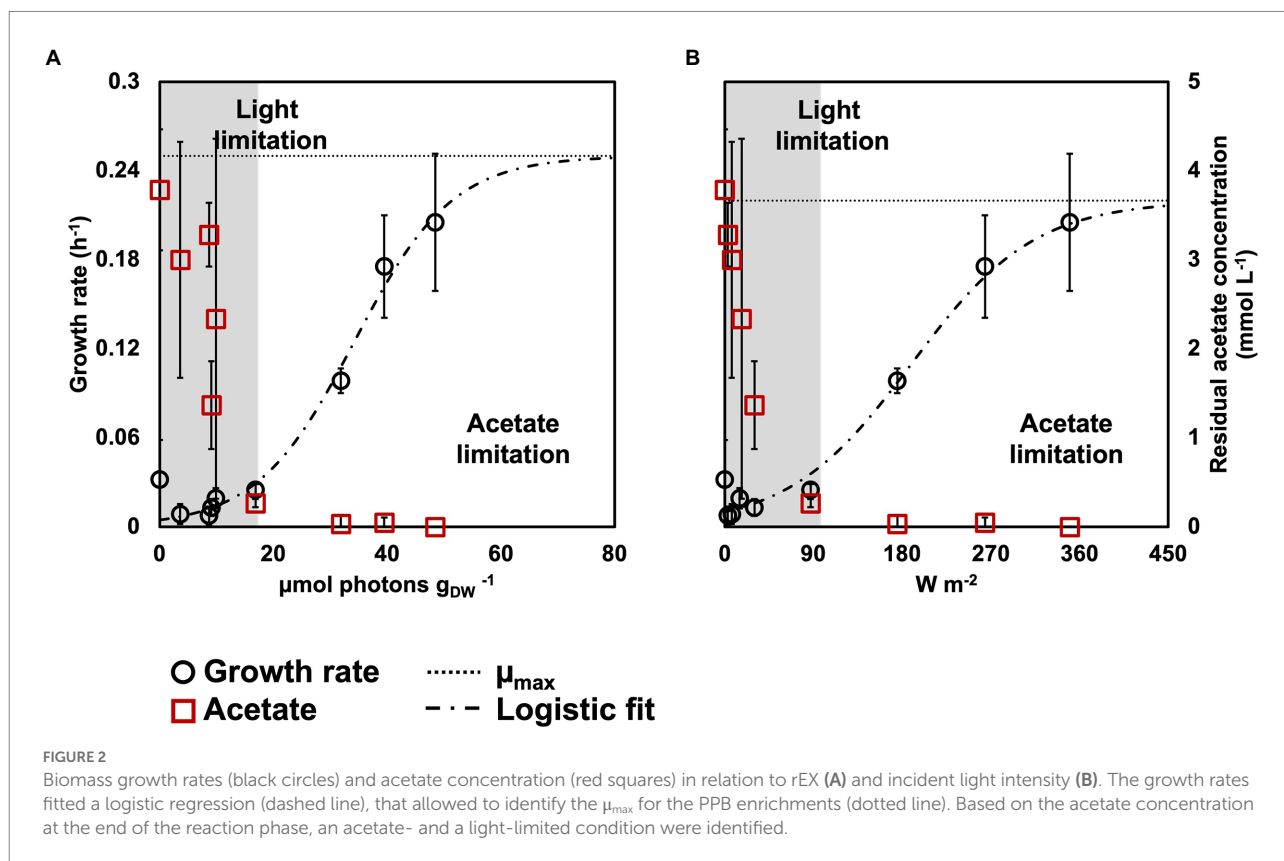 A
B
0.3
0.24
0.18
0.12
0.06
0
Growth rate (h-1)
Light
limitation
Acetate
limitation
0 20 40 60 80
µmol photons gDW -1
Light
limitation
Acetate
limitation
0 90 180 270 360 450
W m-2
5
4
3
2
1
0
Residual acetate concentration
(mmol L-1)
Growth rate
µmax
Acetate
Logistic fit
FIGURE 2
Biomass growth rates (black circles) and acetate concentration (red squares) in relation to rEX (A) and incident light intensity (B). The growth rates
fitted a logistic regression (dashed line), that allowed to identify the μmax for the PPB enrichments (dotted line). Based on the acetate concentration
at the end of the reaction phase, an acetate- and a light-limited condition were identified.